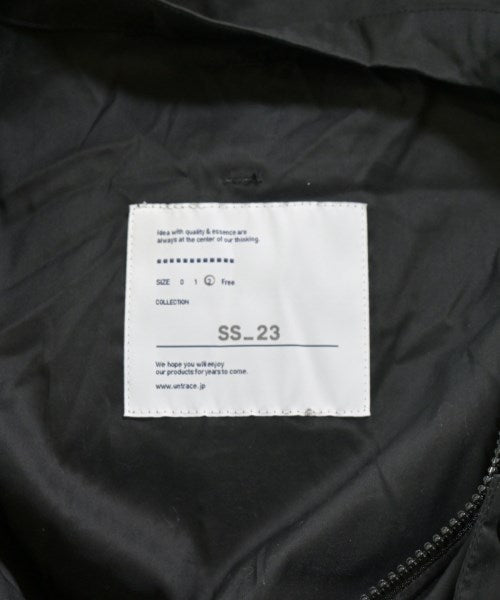 Idea with quality & essence are
always at the center of our thinking.
SIZE 0 1 2 Free
COLLECTION
SS_23
We hope you will enjoy
our products for years to come.
www.untrace.jp